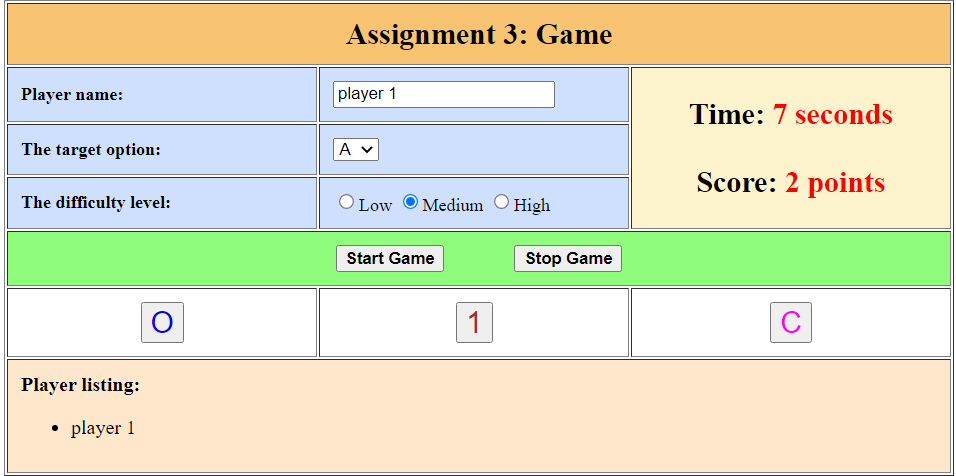 Assignment 3: Game
Player name:
player 1
Time: 7 seconds
Score: 2 points
The target option:
A
The difficulty level:
Low Medium High
Start Game Stop Game
O 1 C
Player listing:
player 1